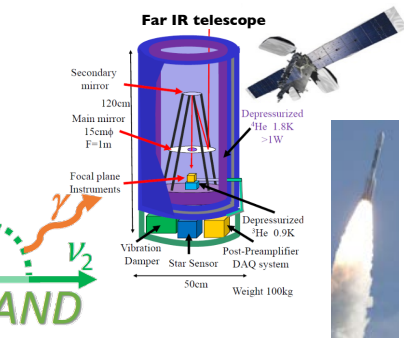 Far IR telescope
Secondary
mirror
120cm
Main mirror
15cmϕ
F=1m
Depressurized
⁴He 1.8K
>1W
Focal plane
Instruments
Depressurized
³He 0.9K
Vibration
Damper
Star Sensor
Post-Preamplifier
DAQ system
50cm
Weight 100kg
γ
ν₂
AND